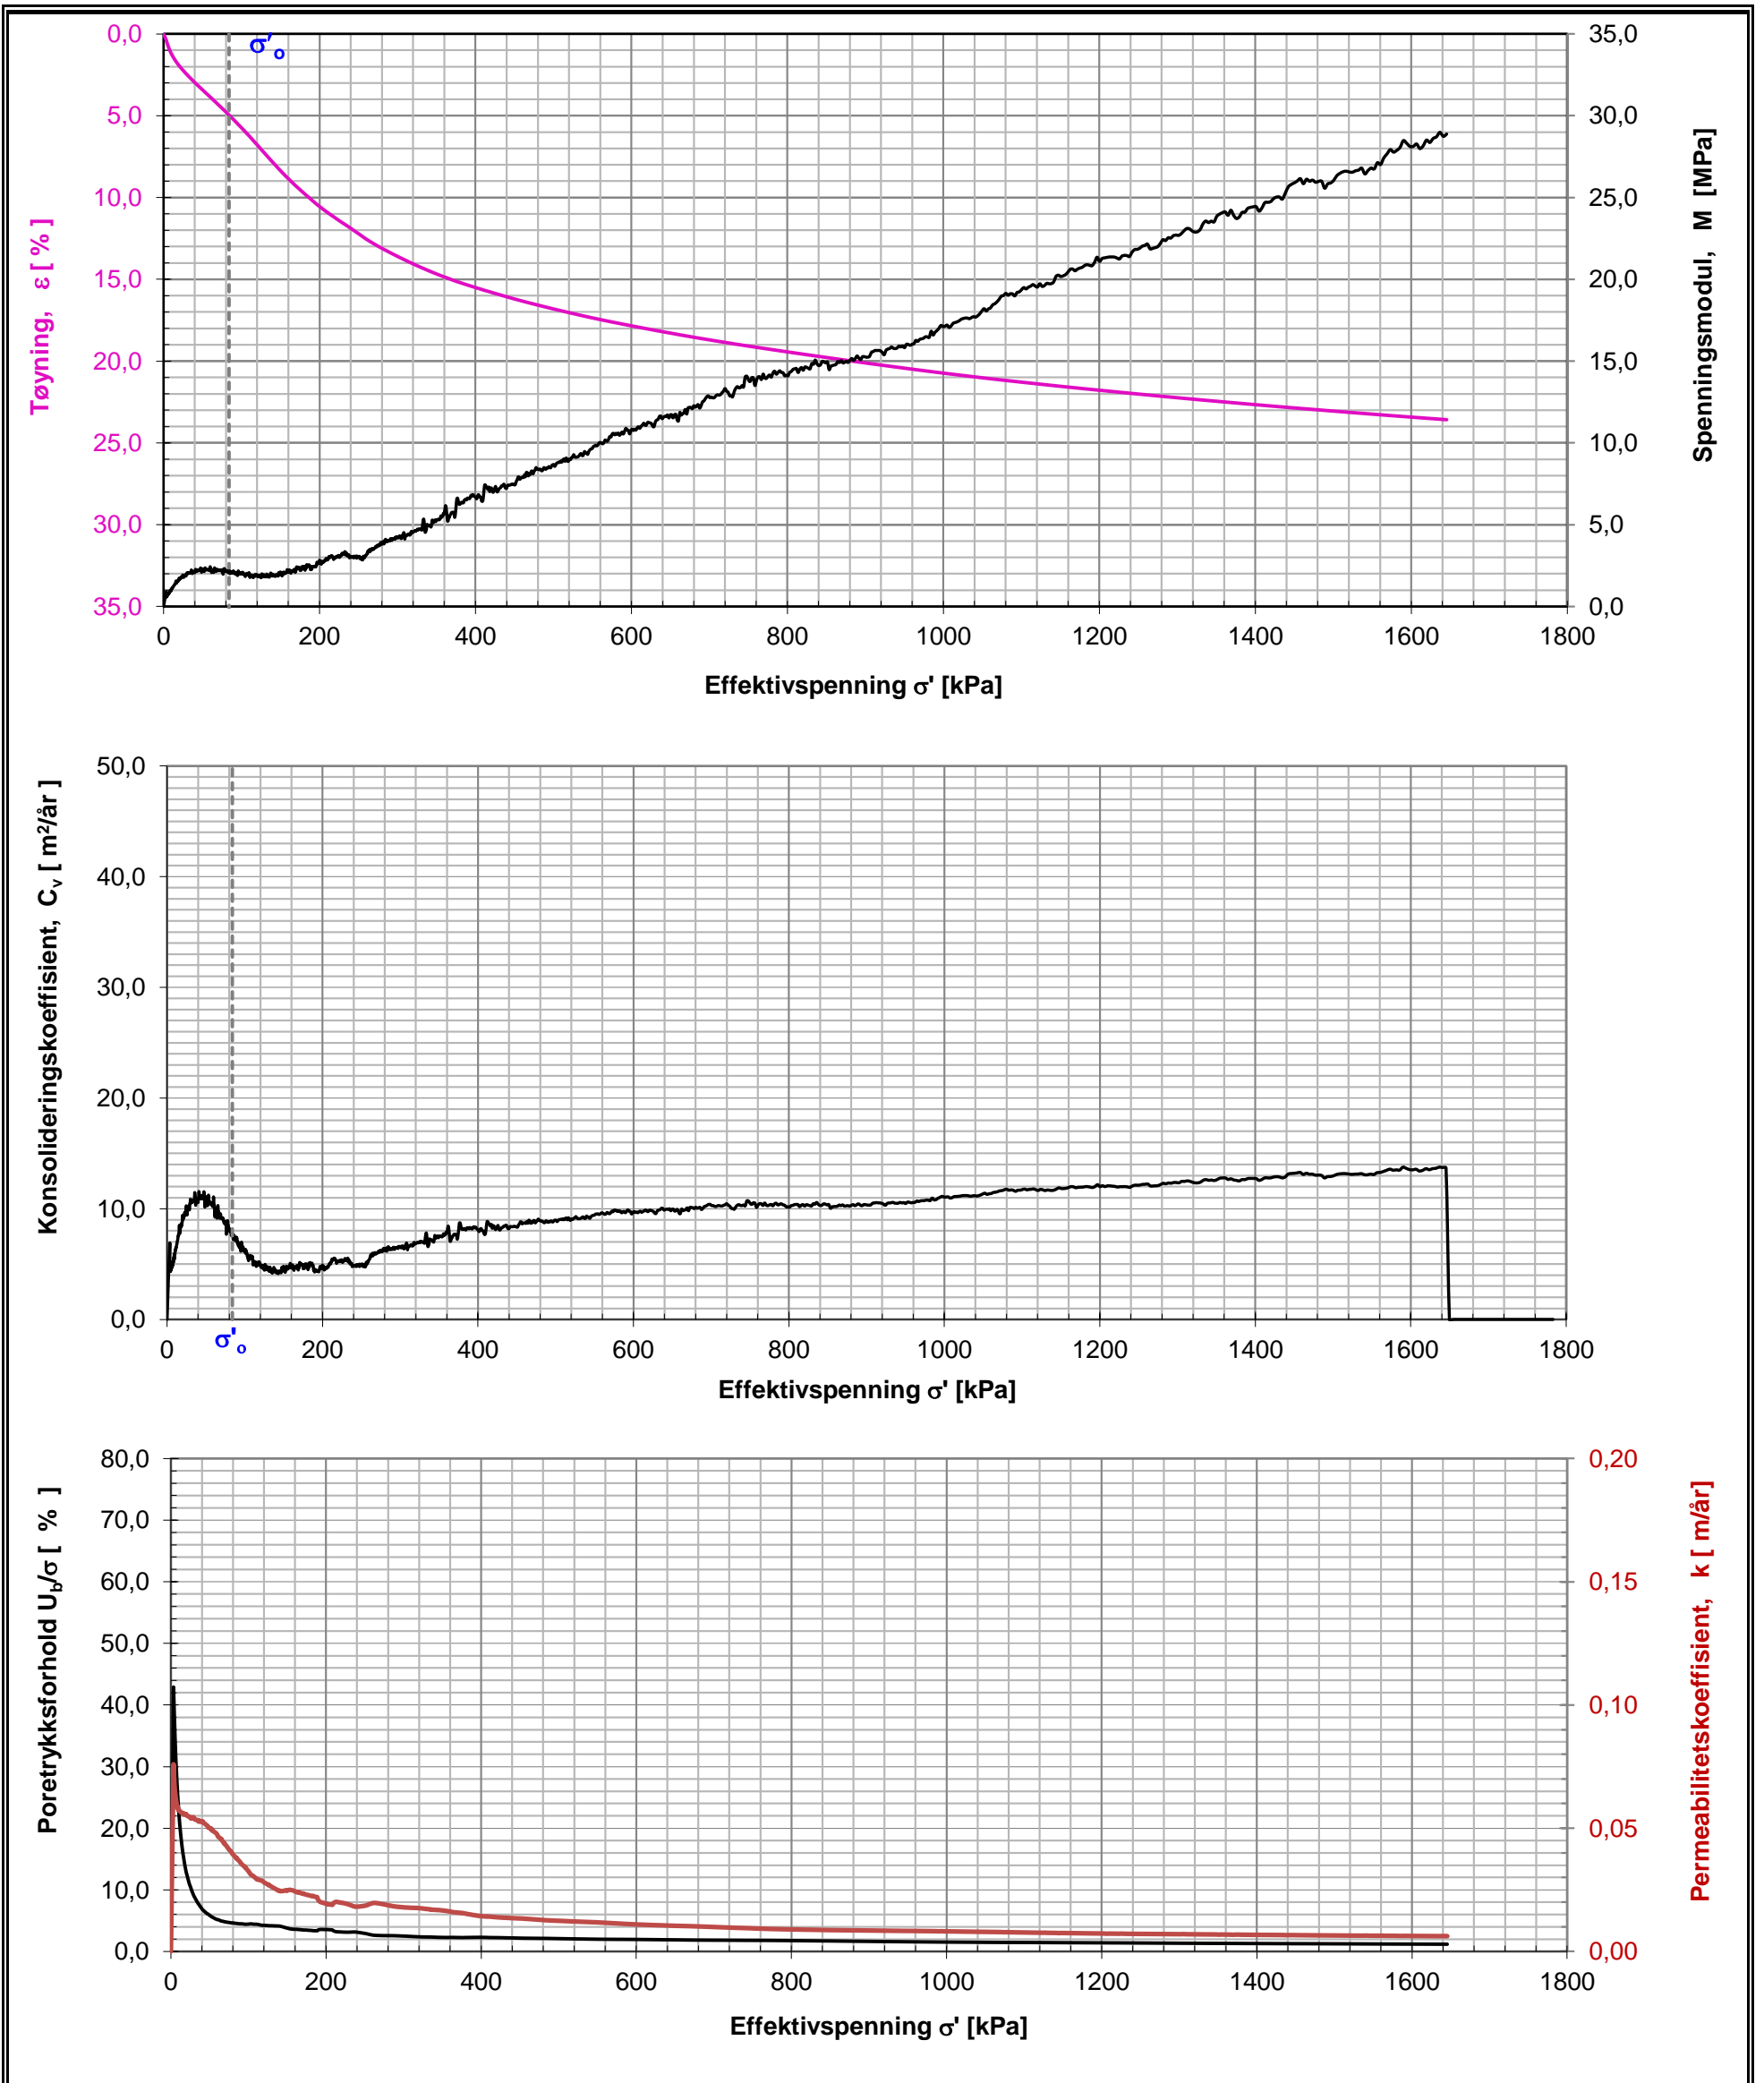 0,0
5,0
10,0
15,0
20,0
25,0
30,0
35,0
Tøyning, ε [ % ]
σ'o
35,0
30,0
25,0
20,0
15,0
10,0
5,0
0,0
Spenningsmodul, M [MPa]
0 200 400 600 800 1000 1200 1400 1600 1800
Effektivspenning σ' [kPa]
50,0
40,0
30,0
20,0
10,0
0,0
Konsolideringskoeffisient, Cv [ m²/år ]
σ'o
0 200 400 600 800 1000 1200 1400 1600 1800
Effektivspenning σ' [kPa]
80,0
70,0
60,0
50,0
40,0
30,0
20,0
10,0
0,0
Poretrykksforhold Ub/σ [ % ]
0,20
0,15
0,10
0,05
0,00
Permeabilitetskoeffisient, k [ m/år]
0 200 400 600 800 1000 1200 1400 1600 1800
Effektivspenning σ' [kPa]